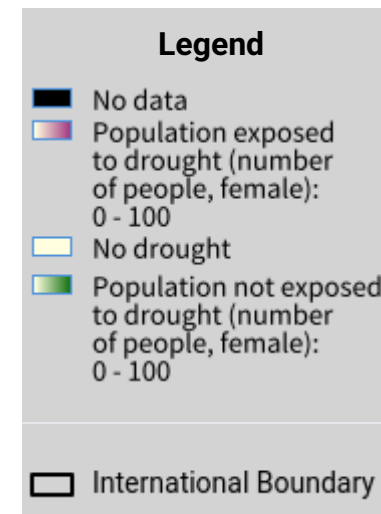 Legend
No data
Population exposed
to drought (number
of people, female):
0 - 100
No drought
Population not exposed
to drought (number
of people, female):
0 - 100
International Boundary